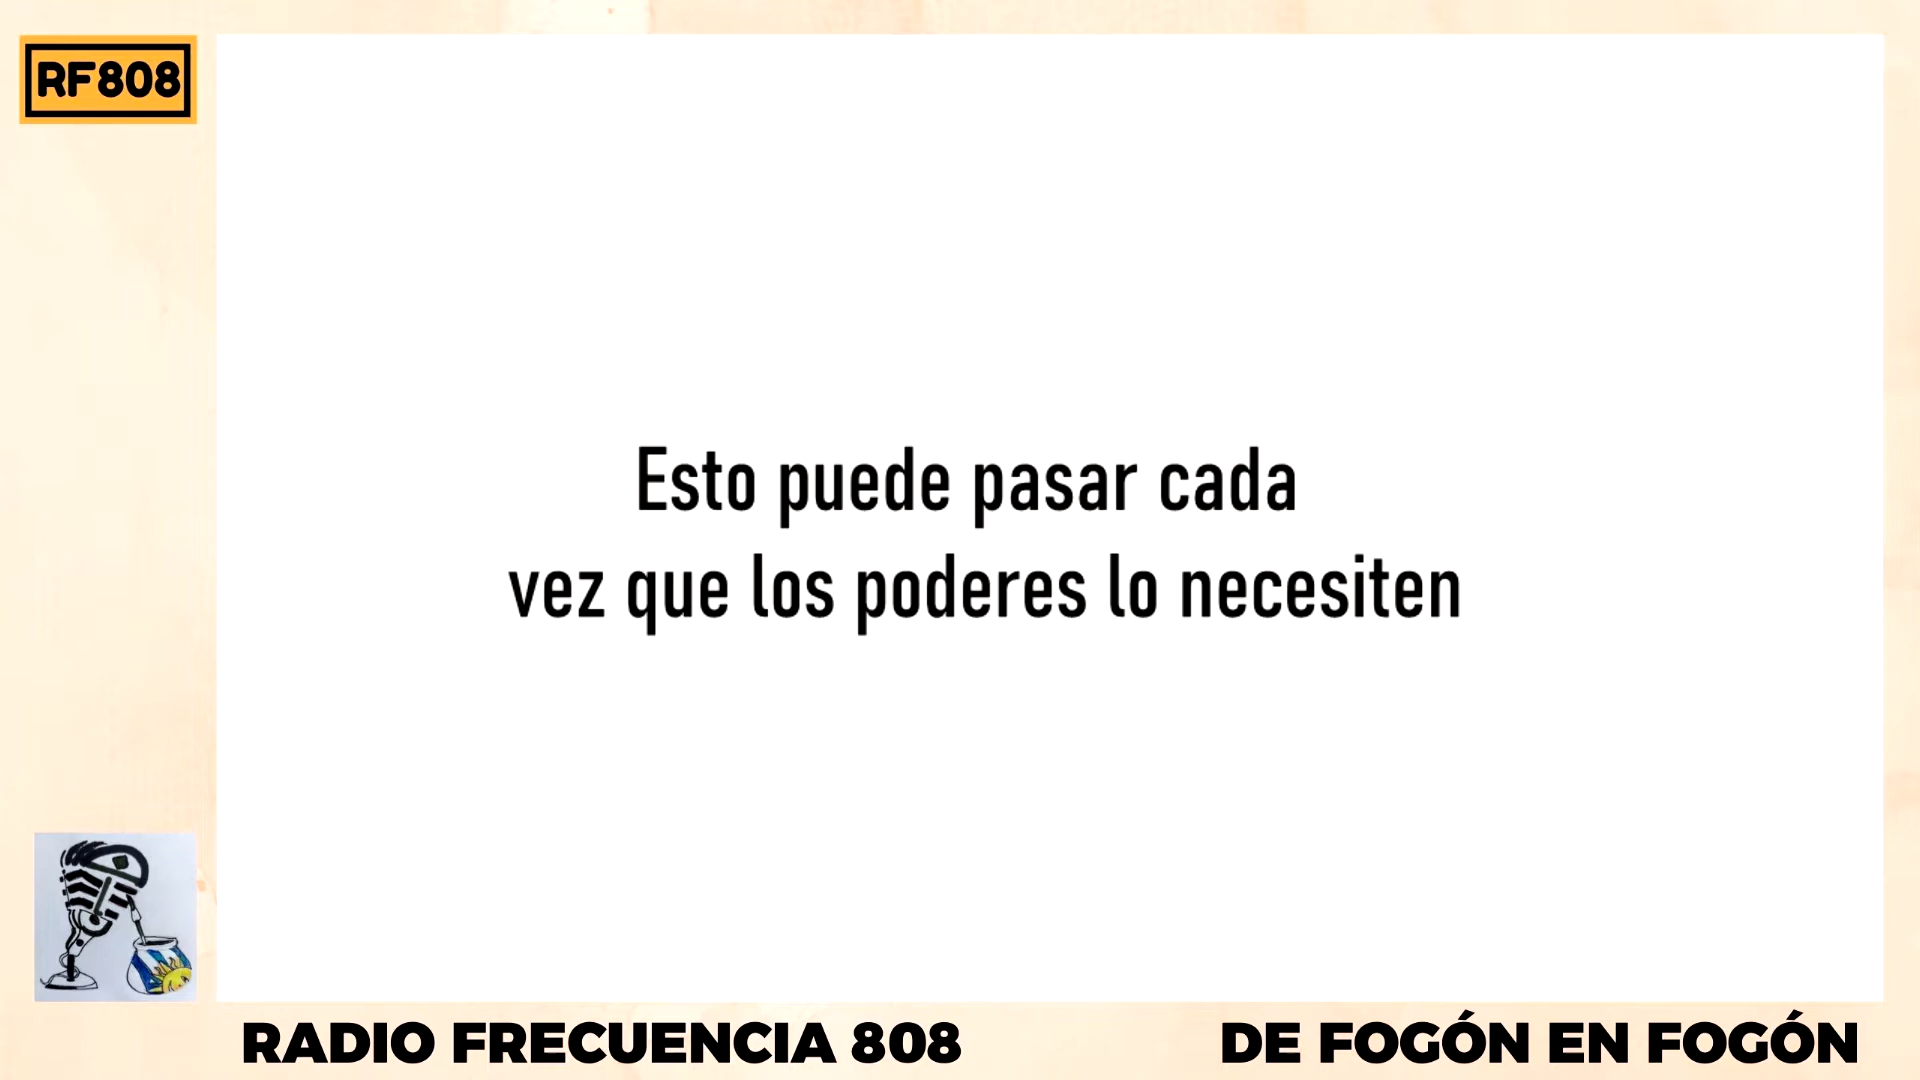 RF808
Esto puede pasar cada
vez que los poderes lo necesiten
RADIO FRECUENCIA 808
DE FOGÓN EN FOGÓN